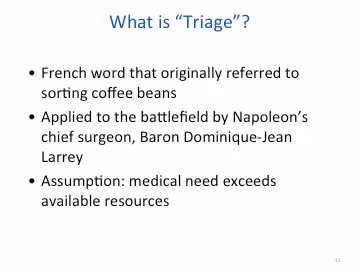 What is “Triage”?
• French word that originally referred to
sorting coffee beans
• Applied to the battlefield by Napoleon’s
chief surgeon, Baron Dominique-Jean
Larrey
• Assumption: medical need exceeds
available resources